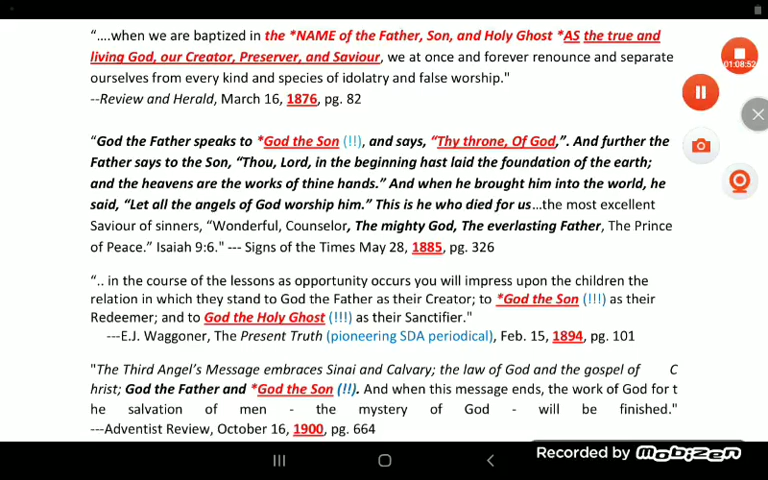 “....when we are baptized in the *NAME of the Father, Son, and Holy Ghost *AS the true and
living God, our Creator, Preserver, and Saviour, we at once and forever renounce and separate
ourselves from every kind and species of idolatry and false worship."
--Review and Herald, March 16, 1876, pg. 82
“God the Father speaks to *God the Son (!!), and says, “Thy throne, Of God,”. And further the
Father says to the Son, “Thou, Lord, in the beginning hast laid the foundation of the earth;
and the heavens are the works of thine hands.” And when he brought him into the world, he
said, “Let all the angels of God worship him.” This is he who died for us...the most excellent
Saviour of sinners, “Wonderful, Counselor, The mighty God, The everlasting Father, The Prince
of Peace.” Isaiah 9:6." --- Signs of the Times May 28, 1885, pg. 326
“.. in the course of the lessons as opportunity occurs you will impress upon the children the
relation in which they stand to God the Father as their Creator; to *God the Son (!!!) as their
Redeemer; and to God the Holy Ghost (!!!) as their Sanctifier."
---E.J. Waggoner, The Present Truth (pioneering SDA periodical), Feb. 15, 1894, pg. 101
"The Third Angel’s Message embraces Sinai and Calvary; the law of God and the gospel of C
hrist; God the Father and *God the Son (!!). And when this message ends, the work of God for t
he salvation of men - the mystery of God - will be finished."
---Adventist Review, October 16, 1900, pg. 664
01:08:52
Recorded by Mobizen